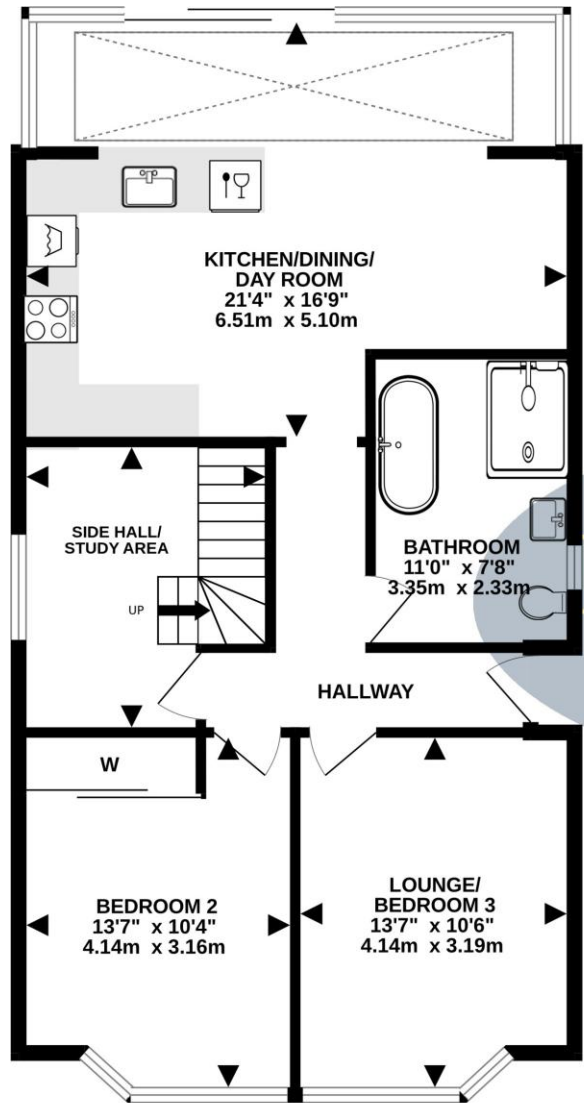 KITCHEN/DINING/
DAY ROOM
21'4" x 16'9"
6.51m x 5.10m
SIDE HALL/
STUDY AREA
UP
BATHROOM
11'0" x 7'8"
3.35m x 2.33m
HALLWAY
W
BEDROOM 2
13'7" x 10'4"
4.14m x 3.16m
LOUNGE/
BEDROOM 3
13'7" x 10'6"
4.14m x 3.19m